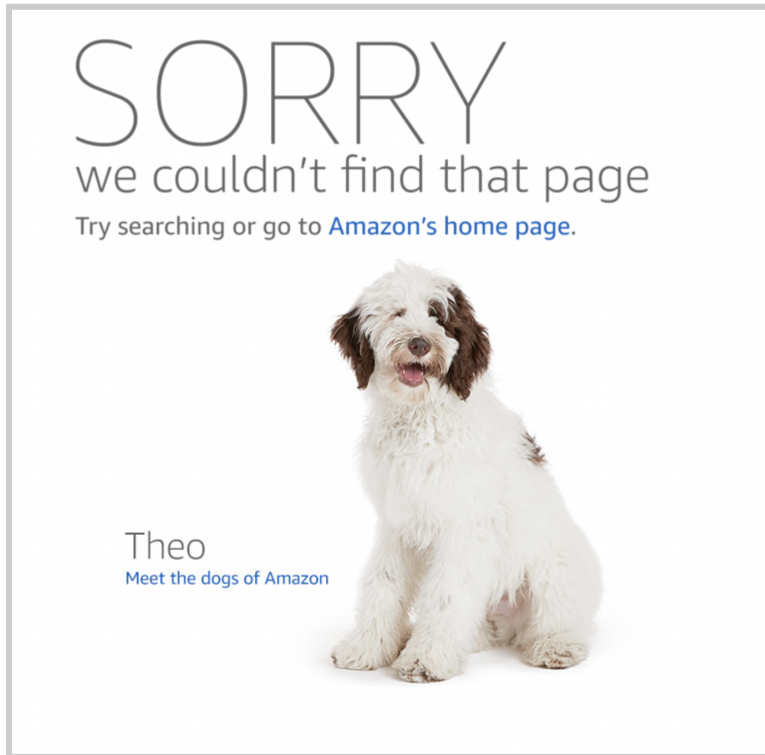 SORRY
we couldn't find that page
Try searching or go to Amazon's home page.
Theo
Meet the dogs of Amazon